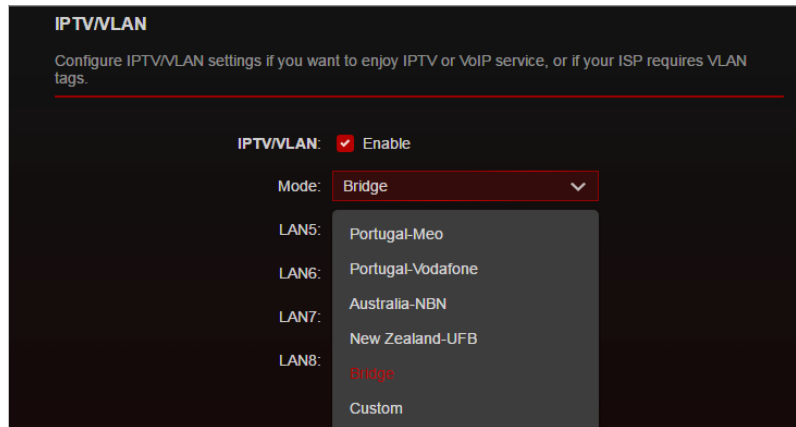 IPTV/VLAN
Configure IPTV/VLAN settings if you want to enjoy IPTV or VoIP service, or if your ISP requires VLAN
tags.
IPTV/VLAN: Enable
Mode: Bridge
LAN5: Portugal-Meo
LAN6: Portugal-Vodafone
Australia-NBN
LAN7:
New Zealand-UFB
LAN8:
Bridge
Custom